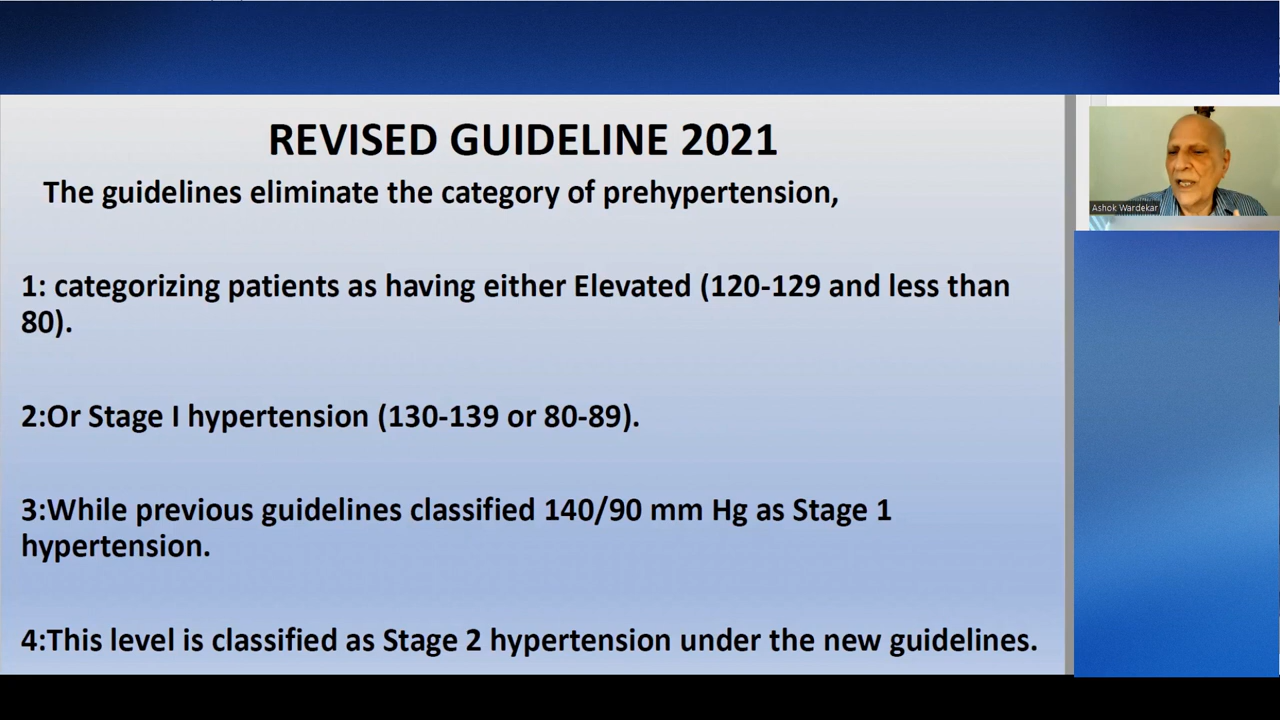 REVISED GUIDELINE 2021
The guidelines eliminate the category of prehypertension,
1: categorizing patients as having either Elevated (120-129 and less than
80).
2:Or Stage I hypertension (130-139 or 80-89).
3:While previous guidelines classified 140/90 mm Hg as Stage 1
hypertension.
4:This level is classified as Stage 2 hypertension under the new guidelines.
Ashok Wardekar